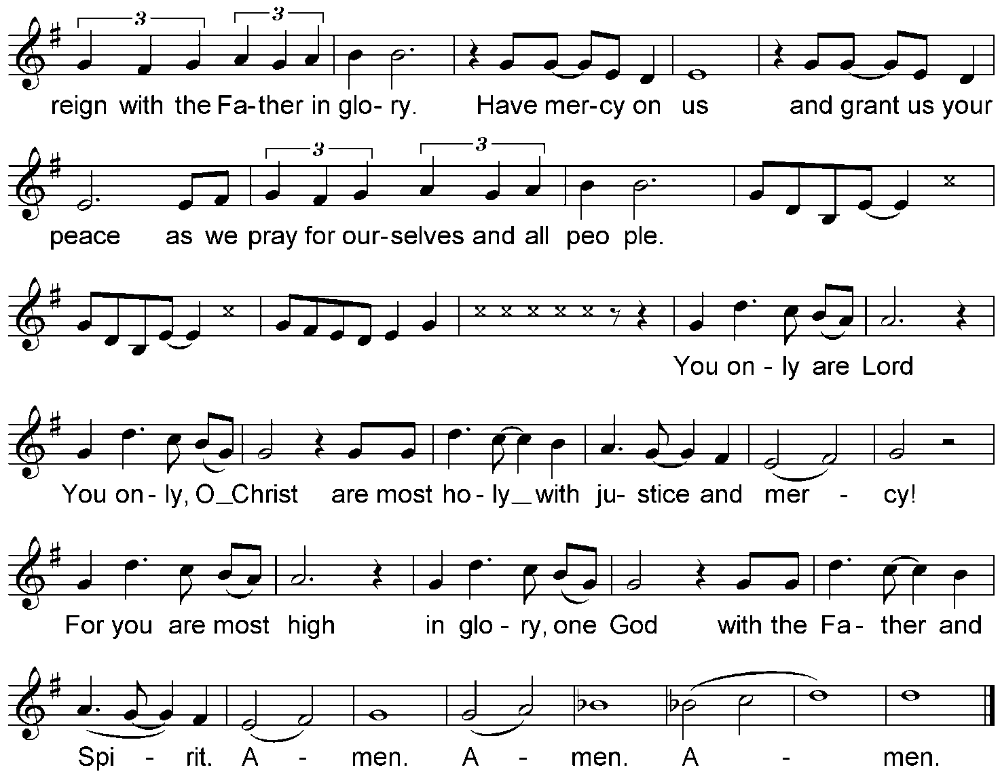 3 3
reign with the Fa-ther in glo- ry. Have mer-cy on us and grant us your
3 3
peace as we pray for our-selves and all peo ple.
You on - ly are Lord
You on - ly, O_Christ are most ho - ly_ with ju- stice and mer - cy!
For you are most high in glo - ry, one God with the Fa - ther and
Spi - rit. A - men. A - men. A - men.